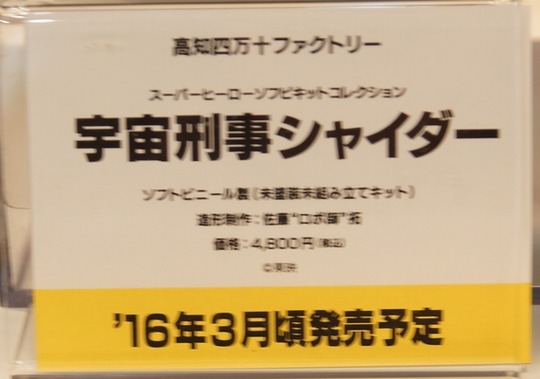 高知四万十ファクトリー
スーパーヒーローソフビキットコレクション
宇宙刑事シャイダー
ソフトビニール製(未塗装未組み立てキット)
造形制作:佐藤“ロボ師”拓
価格:4,800円(税込)
©東映
'16年3月頃発売予定